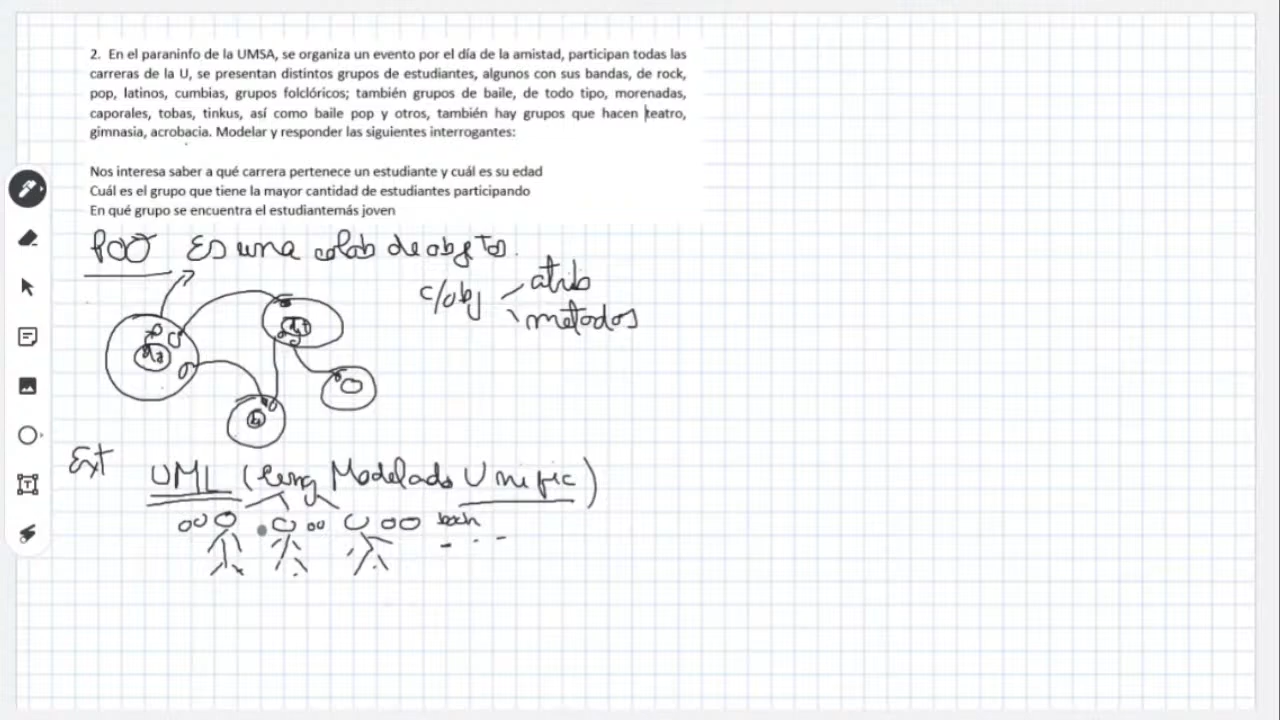 2. En el paraninfo de la UMSA, se organiza un evento por el día de la amistad, participan todas las
carreras de la U, se presentan distintos grupos de estudiantes, algunos con sus bandas, de rock,
pop, latinos, cumbias, grupos folclóricos; también grupos de baile, de todo tipo, morenadas,
caporales, tobas, tinkus, así como baile pop y otros, también hay grupos que hacen teatro,
gimnasia, acrobacia. Modelar y responder las siguientes interrogantes:
Nos interesa saber a qué carrera pertenece un estudiante y cuál es su edad
Cuál es el grupo que tiene la mayor cantidad de estudiantes participando
En qué grupo se encuentra el estudiantemás joven
POO Es una colab de objetos.
c/obj atrib
metodos
Ext
UML (Leng Modelado Unific)